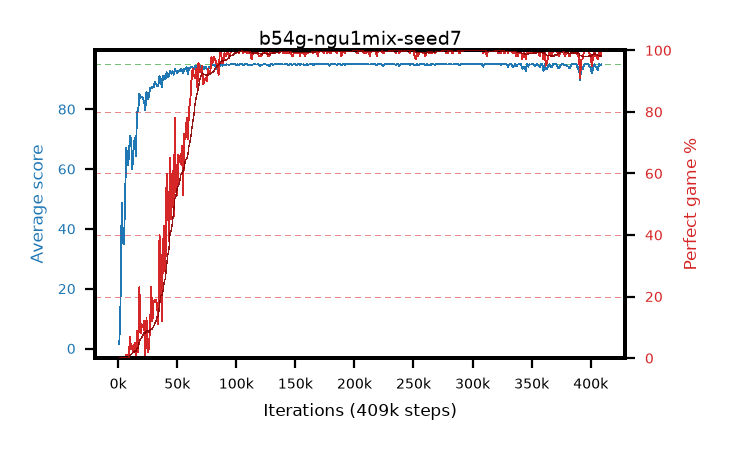 b54g-ngu1mix-seed7
100
80
80
60
60
40
40
20
20
0
0
Average score
Perfect game %
0k 50k 100k 150k 200k 250k 300k 350k 400k
Iterations (409k steps)